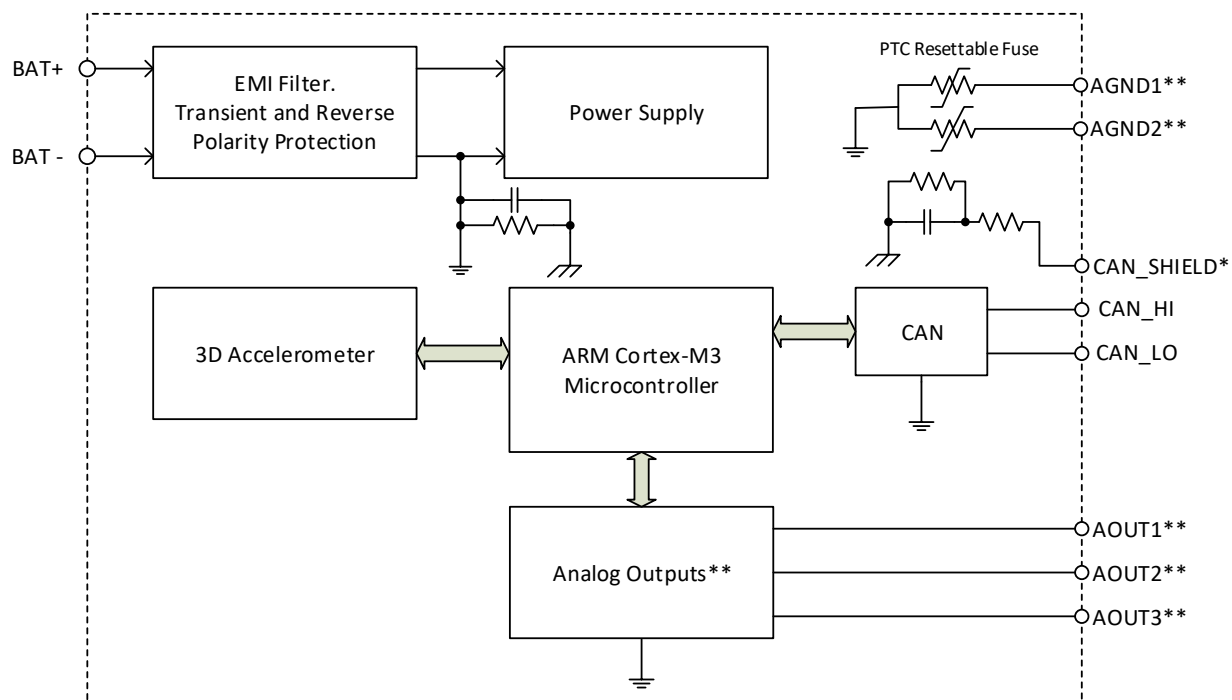 BAT+
BAT -
EMI Filter.
Transient and Reverse
Polarity Protection
Power Supply
PTC Resettable Fuse
AGND1**
AGND2**
CAN_SHIELD*
CAN_HI
CAN_LO
3D Accelerometer
ARM Cortex-M3
Microcontroller
CAN
Analog Outputs**
AOUT1**
AOUT2**
AOUT3**